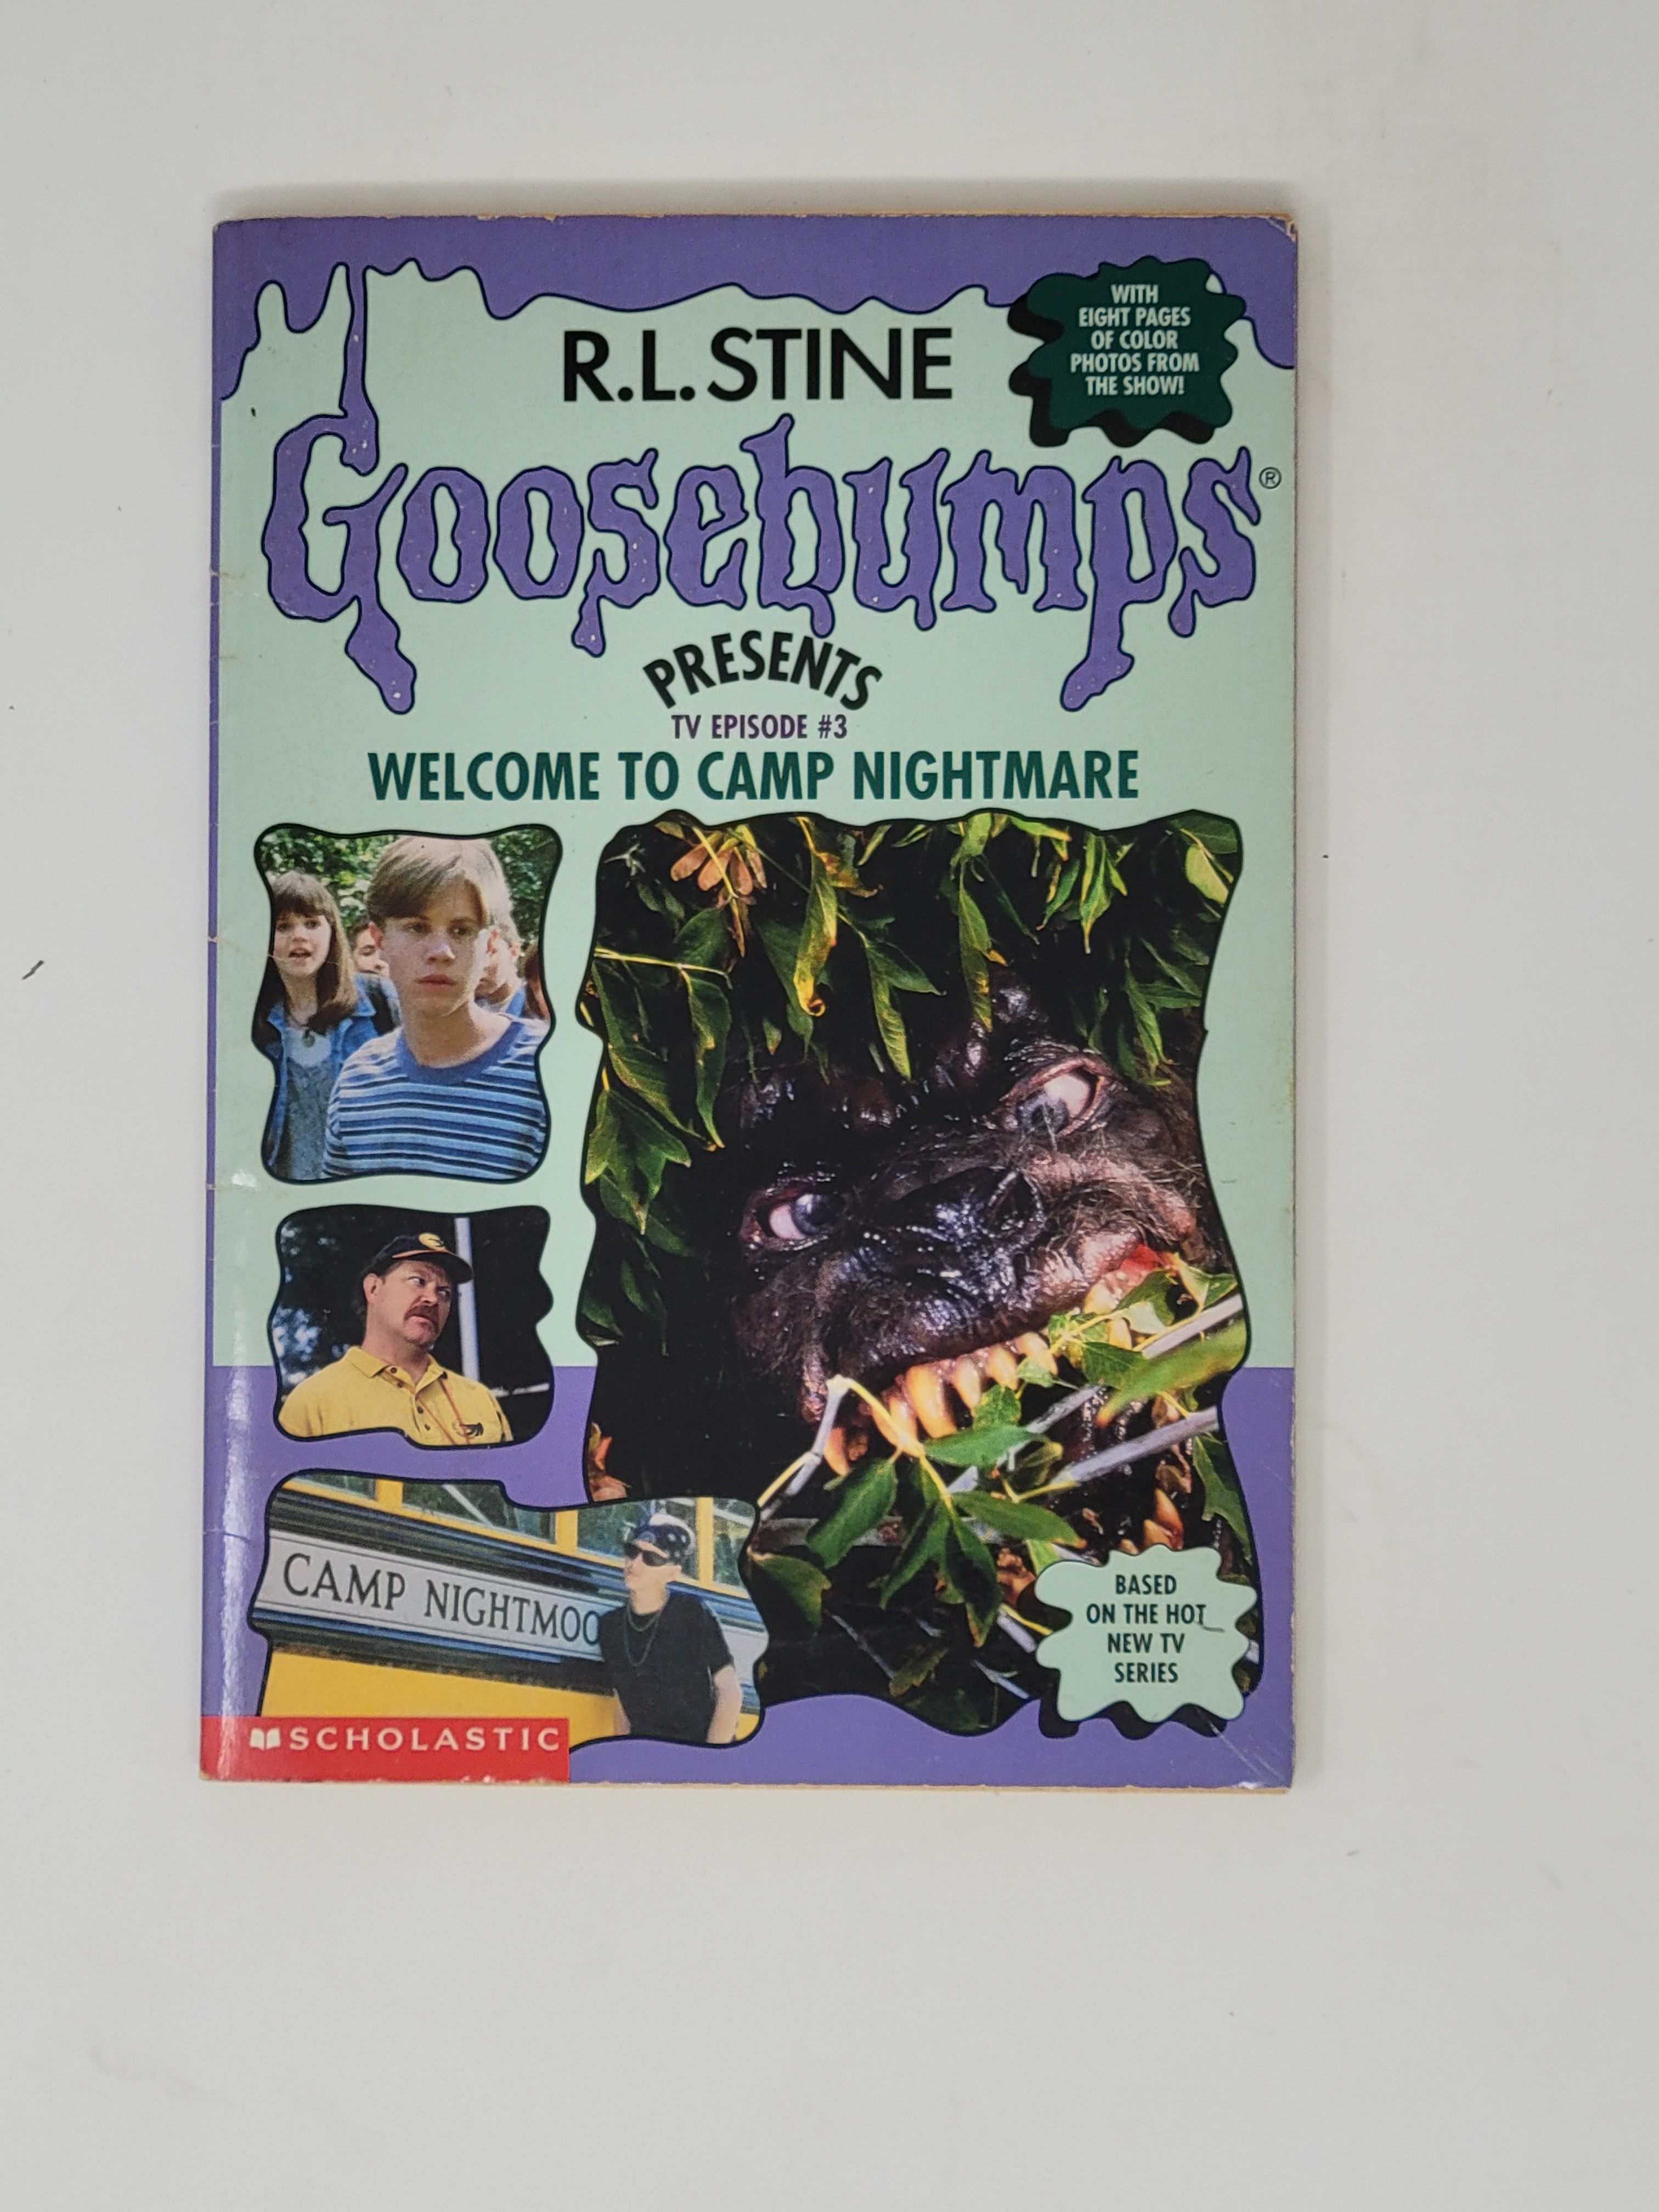 WITH
EIGHT PAGES
OF COLOR
PHOTOS FROM
THE SHOW!
R.L. STINE
Goosebumps®
PRESENTS
TV EPISODE #3
WELCOME TO CAMP NIGHTMARE
CAMP NIGHTMOO
BASED
ON THE HOT
NEW TV
SERIES
SCHOLASTIC